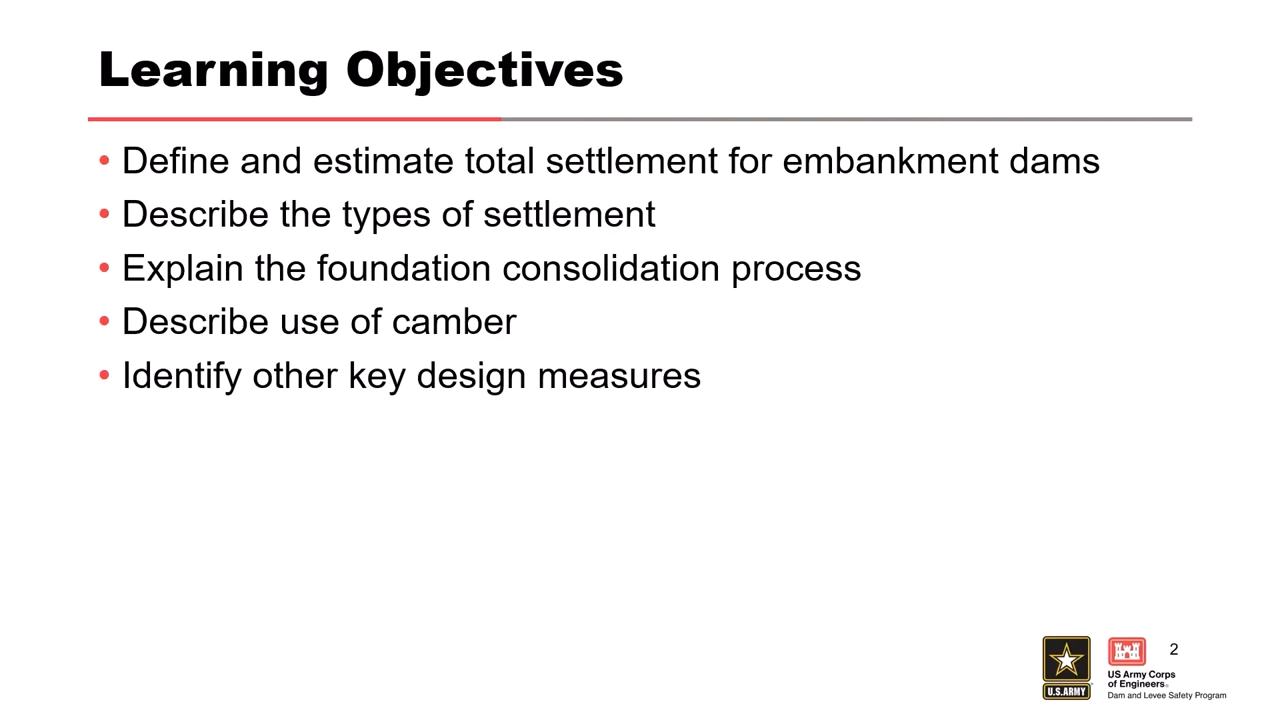 Learning Objectives
• Define and estimate total settlement for embankment dams
• Describe the types of settlement
• Explain the foundation consolidation process
• Describe use of camber
• Identify other key design measures
2
U.S.ARMY
US Army Corps
of Engineers®
Dam and Levee Safety Program